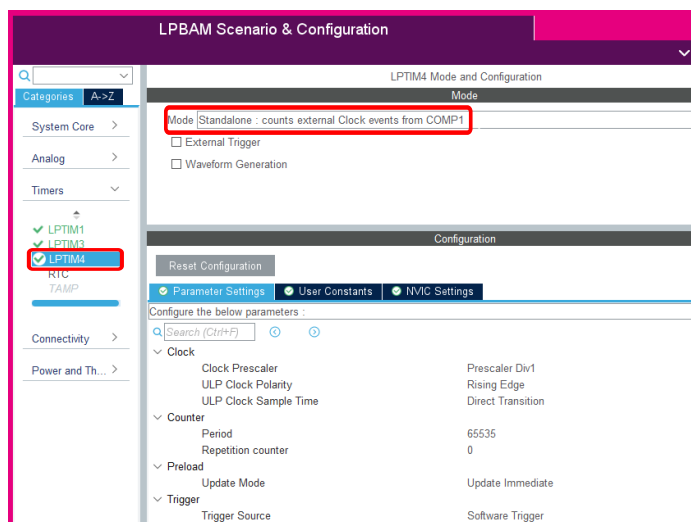 LPBAM Scenario & Configuration
LPTIM4 Mode and Configuration
Categories A->Z
Mode
System Core
Mode Standalone : counts external Clock events from COMP1
External Trigger
Analog
Waveform Generation
Timers
LPTIM1
LPTIM3
LPTIM4
RTC
TAMP
Connectivity
Power and Th...
Configuration
Reset Configuration
Parameter Settings User Constants NVIC Settings
Configure the below parameters :
Search (Ctrl+F)
Clock
Clock Prescaler Prescaler Div1
ULP Clock Polarity Rising Edge
ULP Clock Sample Time Direct Transition
Counter
Period 65535
Repetition counter 0
Preload
Update Mode Update Immediate
Trigger
Trigger Source Software Trigger